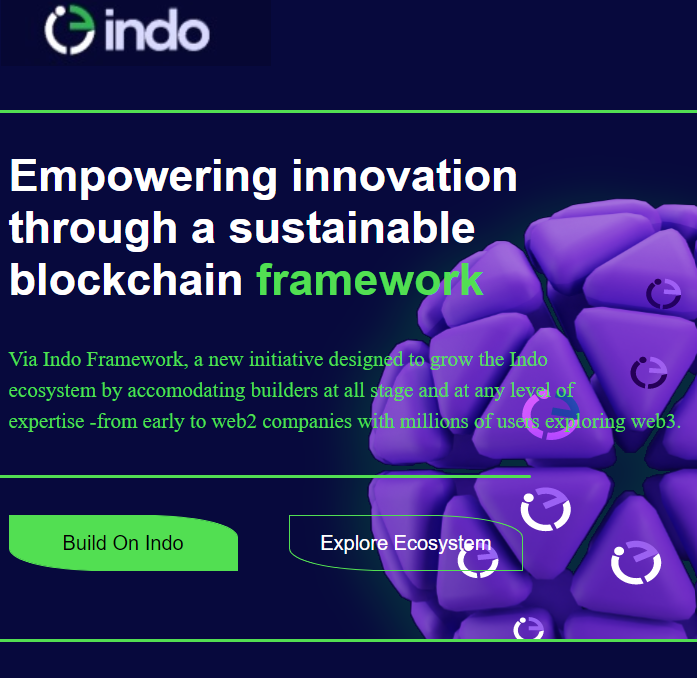 indo
Empowering innovation
through a sustainable
blockchain framework
Via Indo Framework, a new initiative designed to grow the Indo
ecosystem by accomodating builders at all stage and at any level of
expertise -from early to web2 companies with millions of users exploring web3.
Build On Indo
Explore Ecosystem